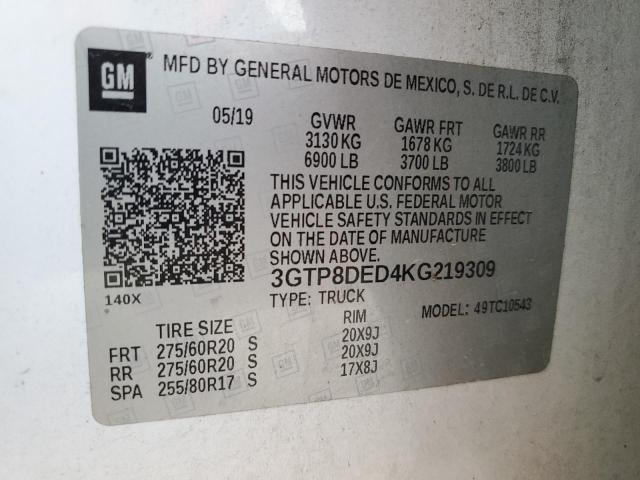 GM MFD BY GENERAL MOTORS DE MEXICO, S. DE R.L. DE C.V.
05/19 GVWR GAWR FRT GAWR RR
3130 KG 1678 KG 1724 KG
6900 LB 3700 LB 3800 LB
THIS VEHICLE CONFORMS TO ALL
APPLICABLE U.S. FEDERAL MOTOR
VEHICLE SAFETY STANDARDS IN EFFECT
ON THE DATE OF MANUFACTURE
SHOWN ABOVE.
3GTP8DED4KG219309
140X TYPE: TRUCK MODEL: 49TC10543
TIRE SIZE RIM
FRT 275/60R20 S 20X9J
RR 275/60R20 S 20X9J
SPA 255/80R17 S 17X8J